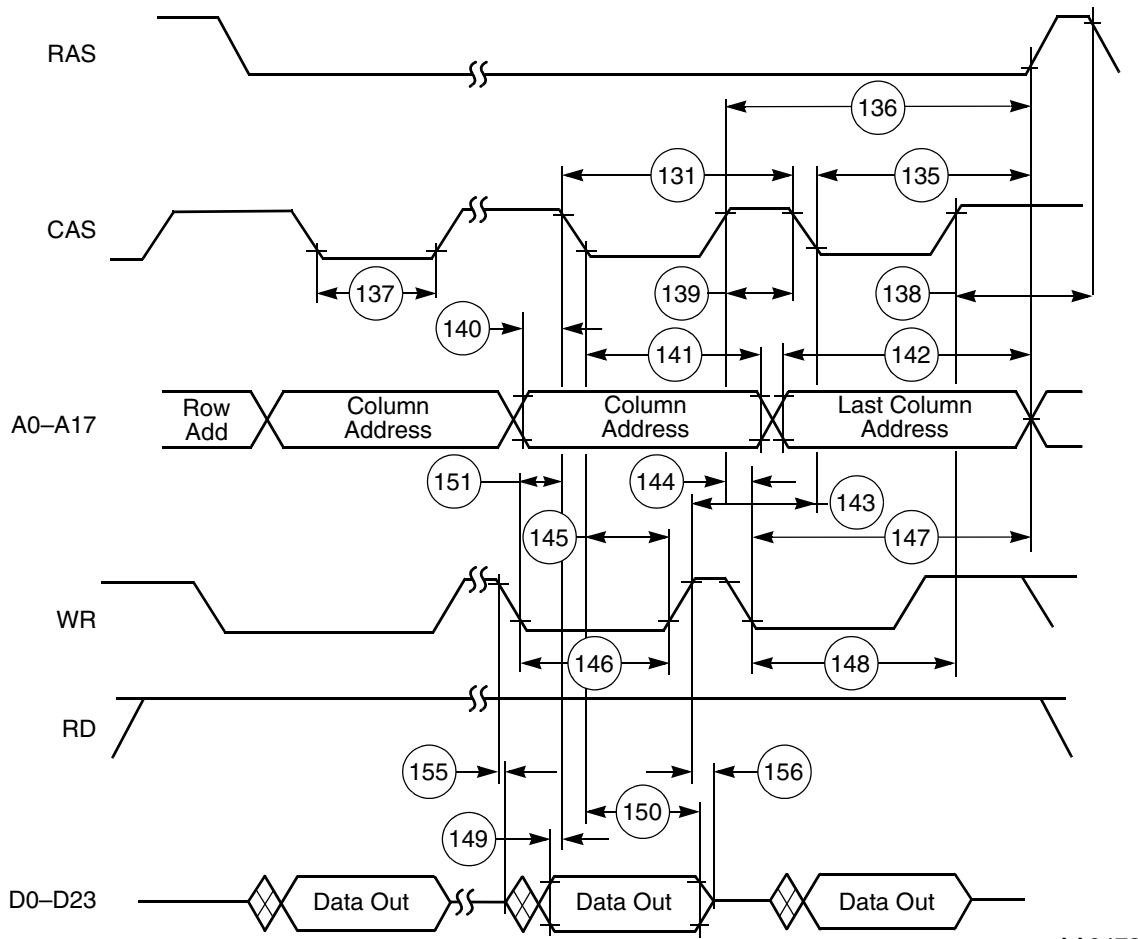 RAS
136
131
135
CAS
137
139
138
140
141
142
A0–A17
Row
Add
Column
Address
Column
Address
Last Column
Address
151
144
143
145
147
WR
146
148
RD
155
156
150
149
D0–D23
Data Out
Data Out
Data Out